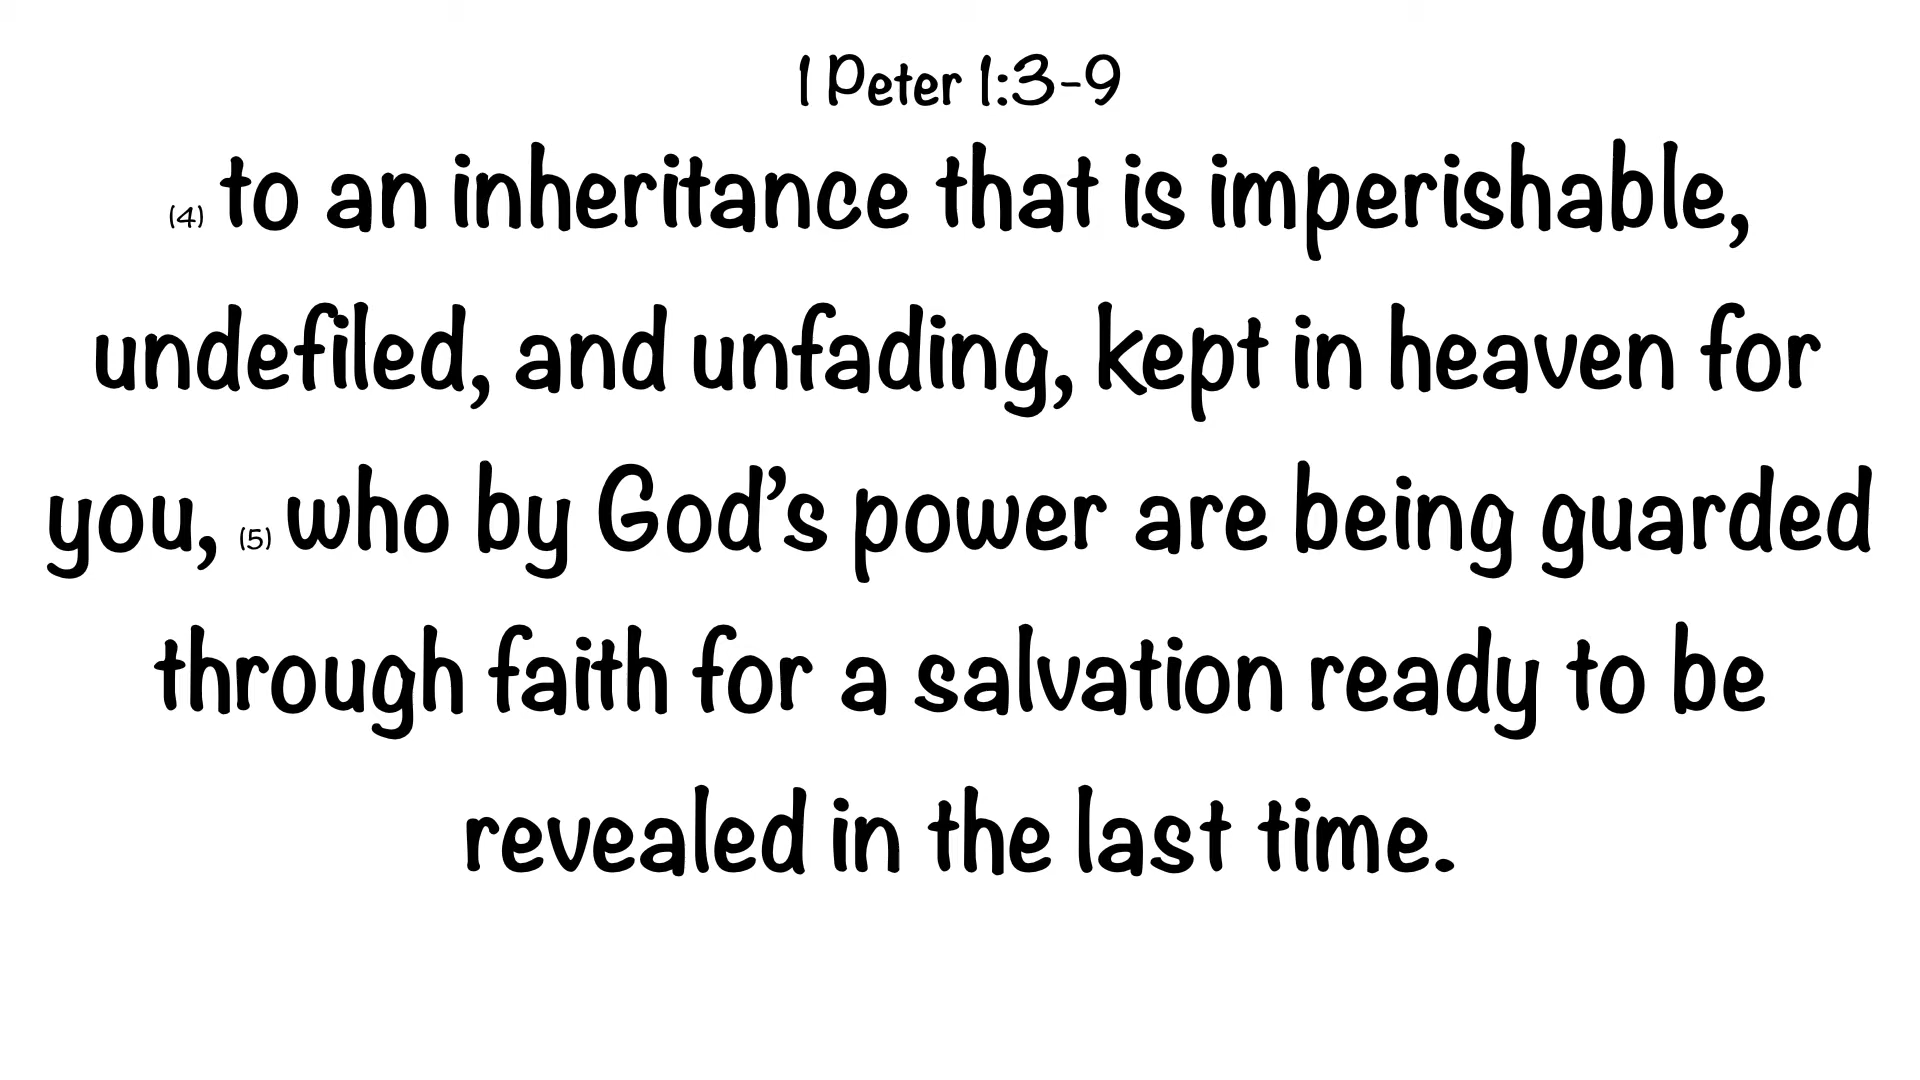 1 Peter 1:3-9
(4) to an inheritance that is imperishable,
undefiled, and unfading, kept in heaven for
you, (5) who by God’s power are being guarded
through faith for a salvation ready to be
revealed in the last time.